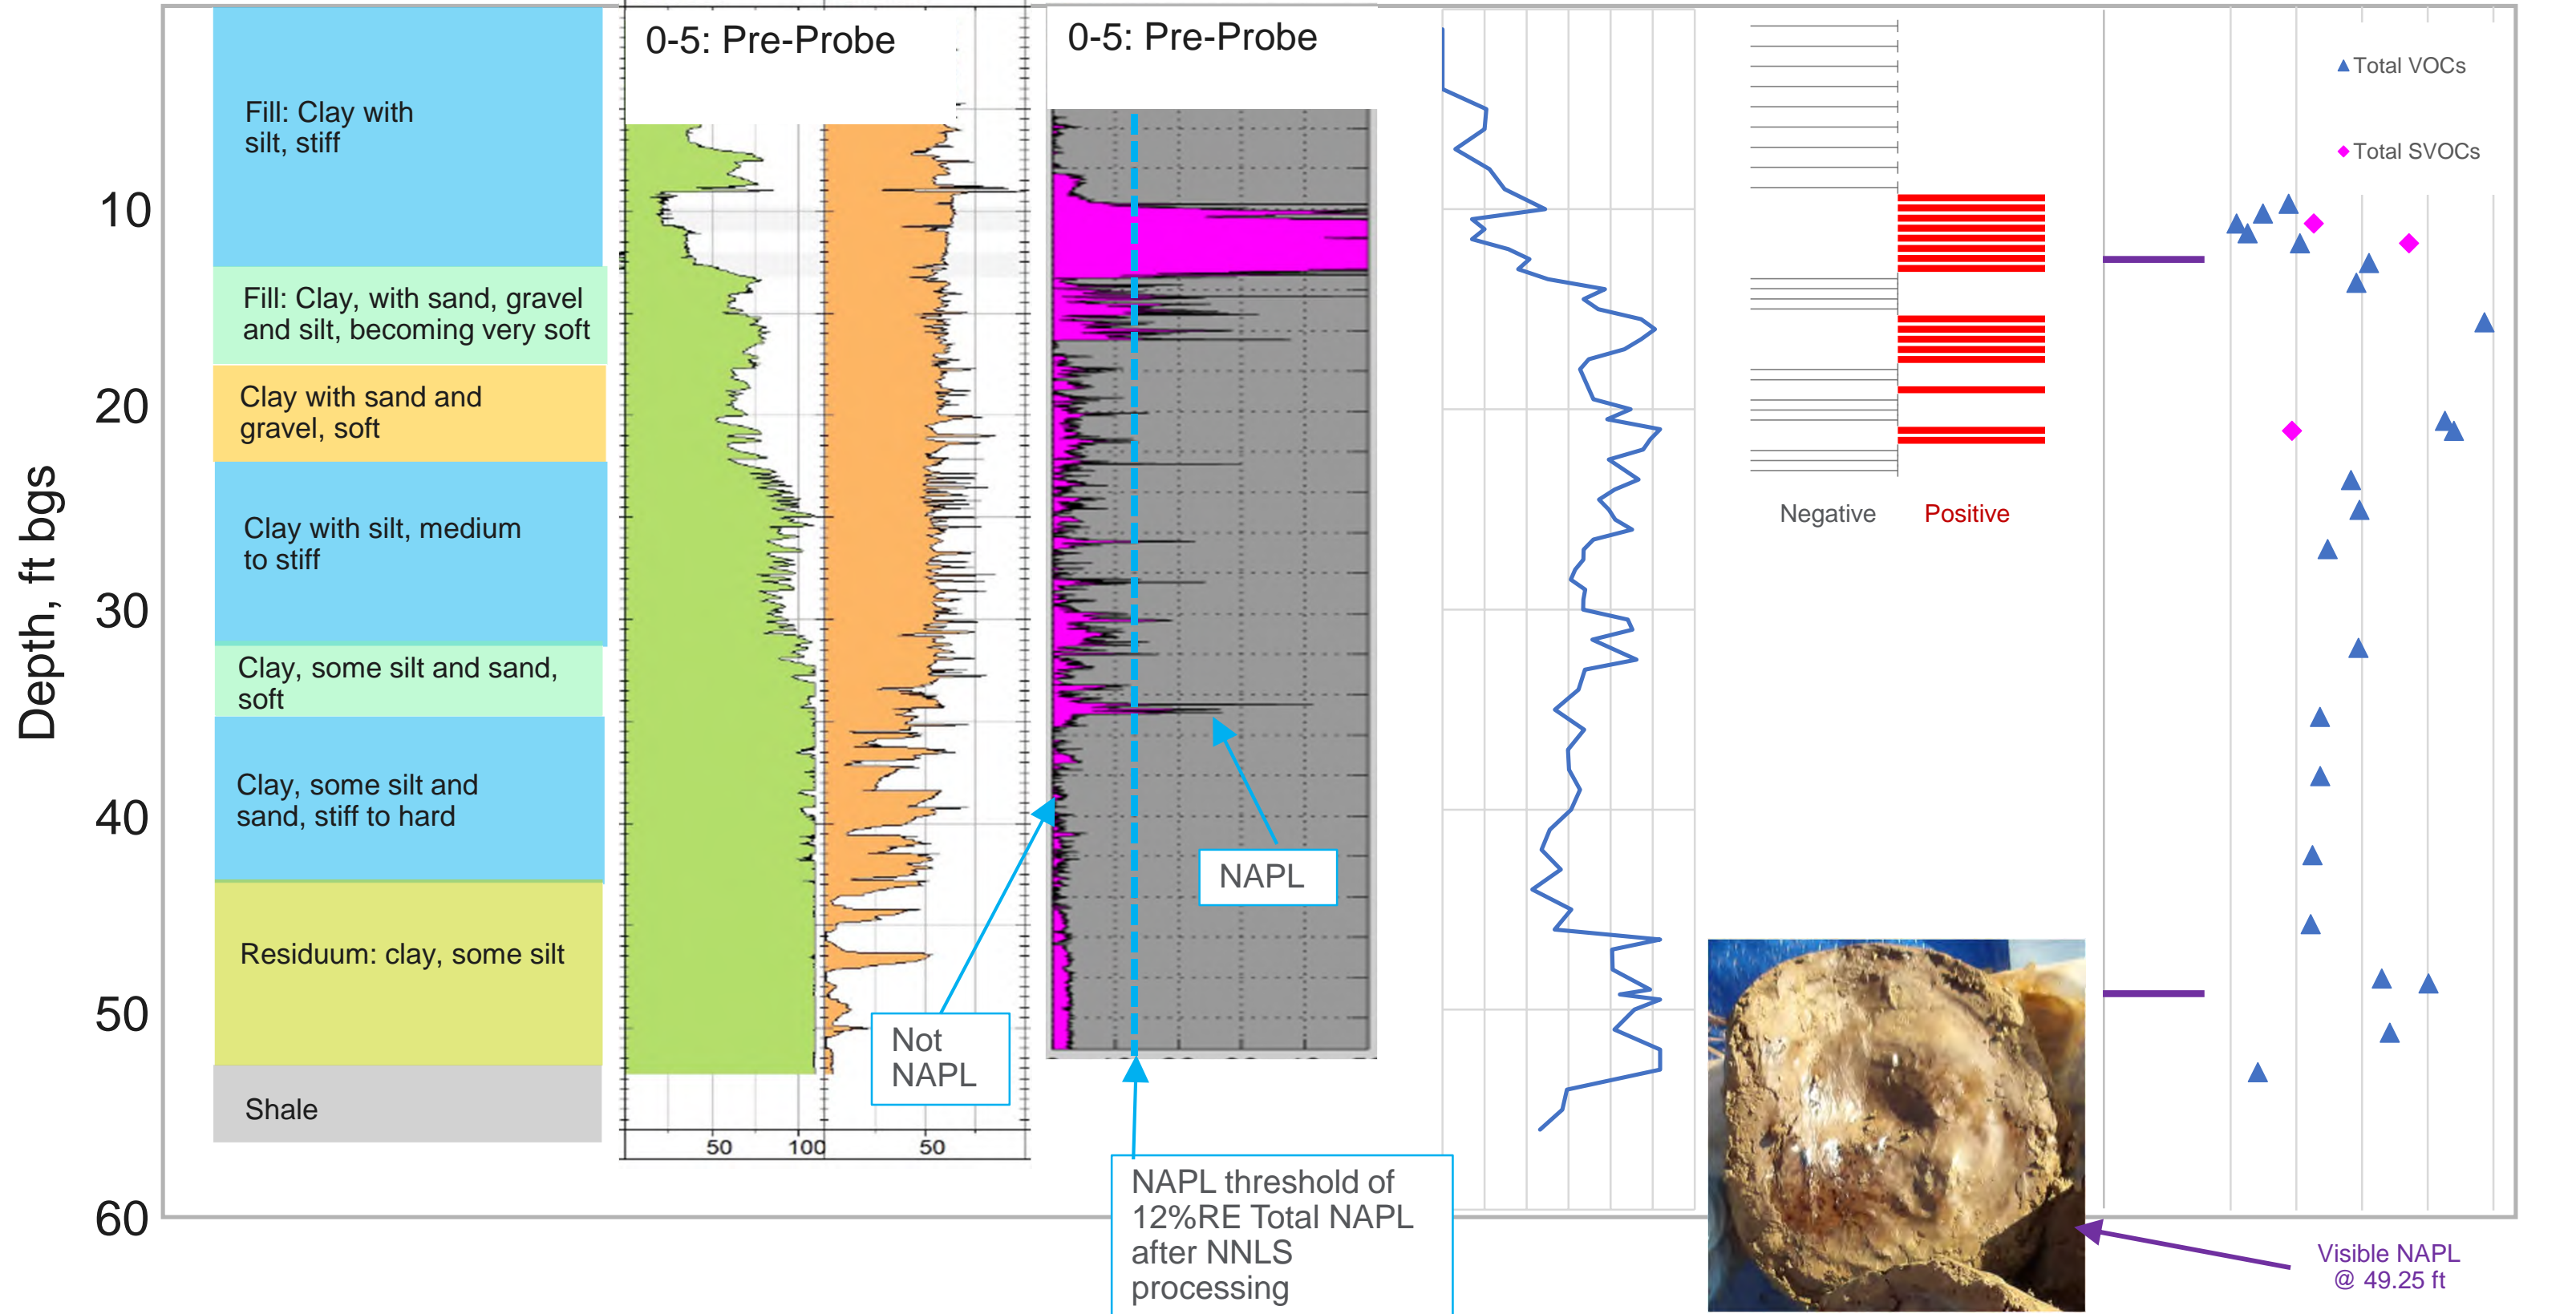 0-5: Pre-Probe
0-5: Pre-Probe
Total VOCs
Total SVOCs
Fill: Clay with
silt, stiff
Fill: Clay, with sand, gravel
and silt, becoming very soft
Clay with sand and
gravel, soft
Clay with silt, medium
to stiff
Clay, some silt and sand,
soft
Clay, some silt and
sand, stiff to hard
Residuum: clay, some silt
Shale
Depth, ft bgs
10
20
30
40
50
60
50
100
50
Negative
Positive
NAPL
Not
NAPL
NAPL threshold of
12%RE Total NAPL
after NNLS
processing
Visible NAPL
@ 49.25 ft